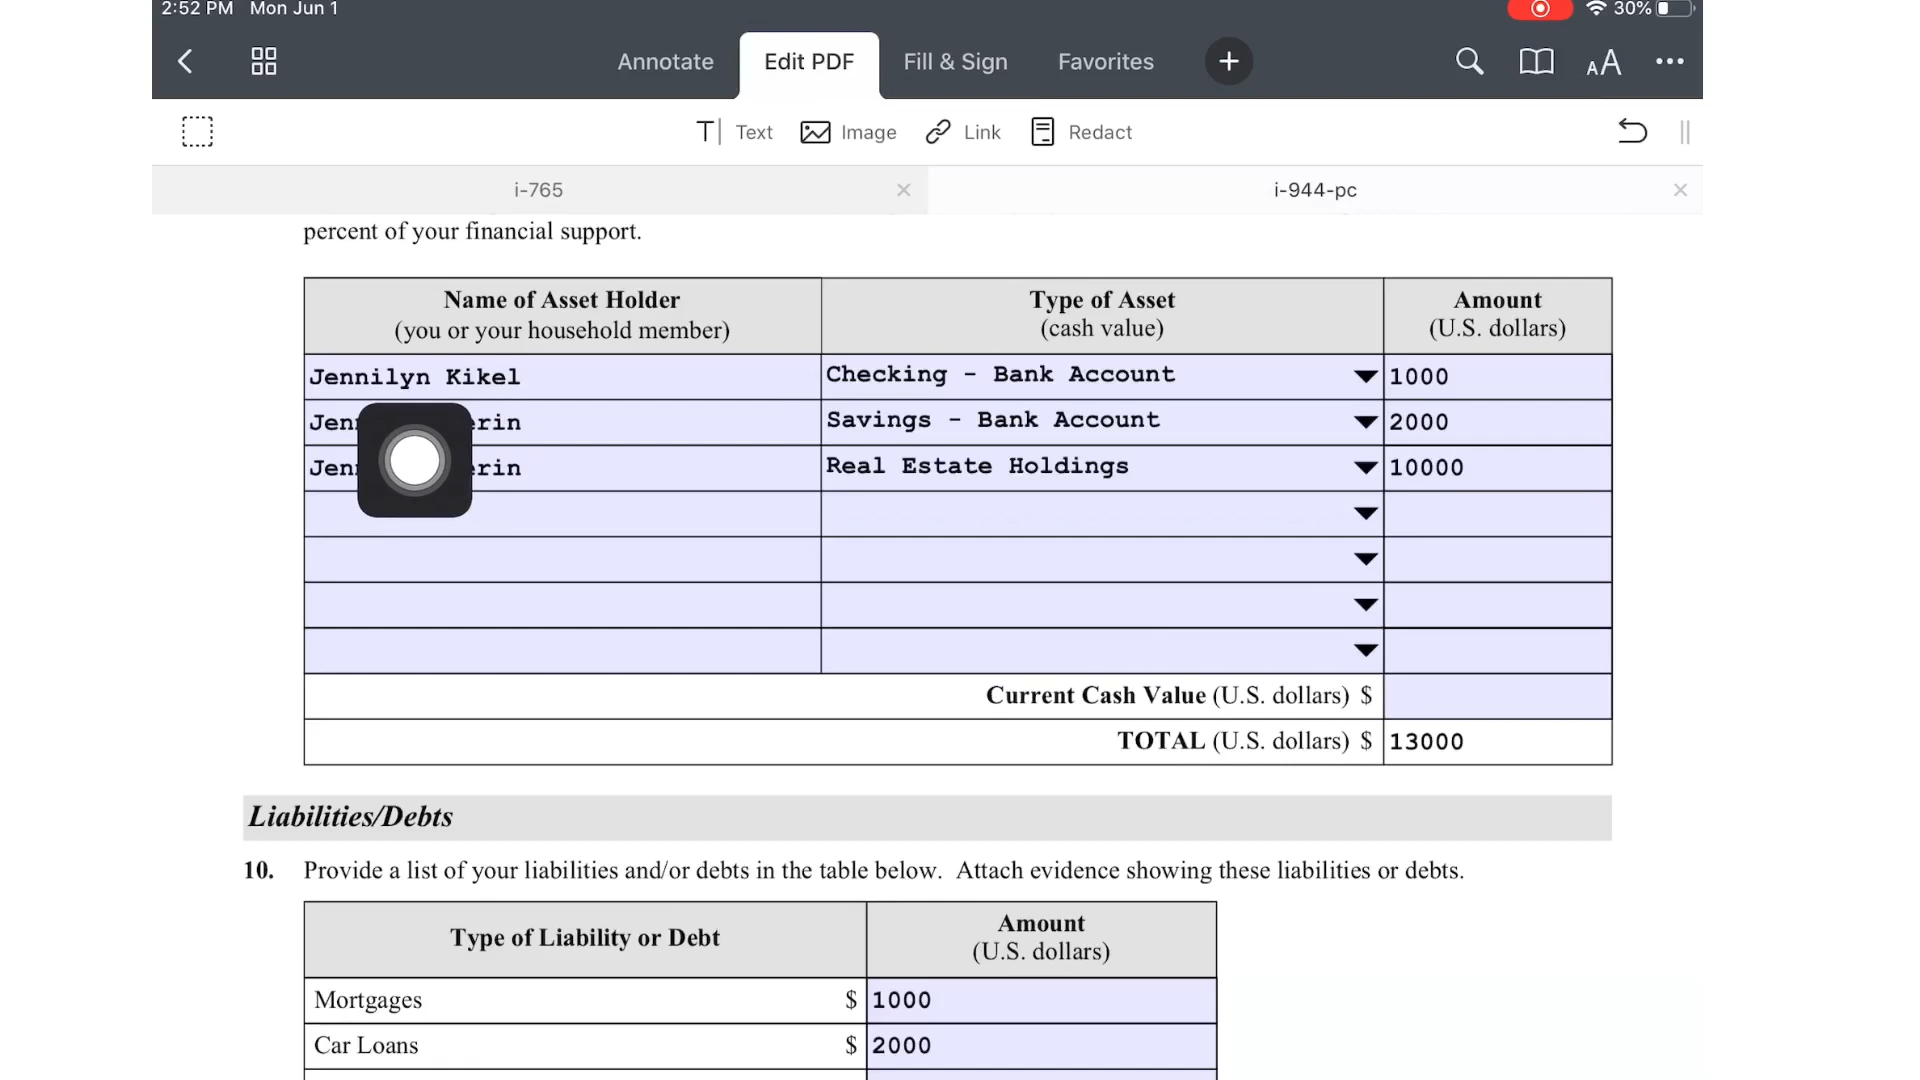 2:52 PM Mon Jun 1
30%
Annotate
Edit PDF
Fill & Sign
Favorites
AA
T Text
Image
Link
Redact
i-765
i-944-pc
percent of your financial support.
Name of Asset Holder
(you or your household member)
Type of Asset
(cash value)
Amount
(U.S. dollars)
Jennilyn Kikel
Checking - Bank Account
1000
Savings - Bank Account
2000
Real Estate Holdings
10000
Current Cash Value (U.S. dollars) $
TOTAL (U.S. dollars) $ 13000
Liabilities/Debts
10. Provide a list of your liabilities and/or debts in the table below. Attach evidence showing these liabilities or debts.
Type of Liability or Debt
Amount
(U.S. dollars)
Mortgages $ 1000
Car Loans $ 2000